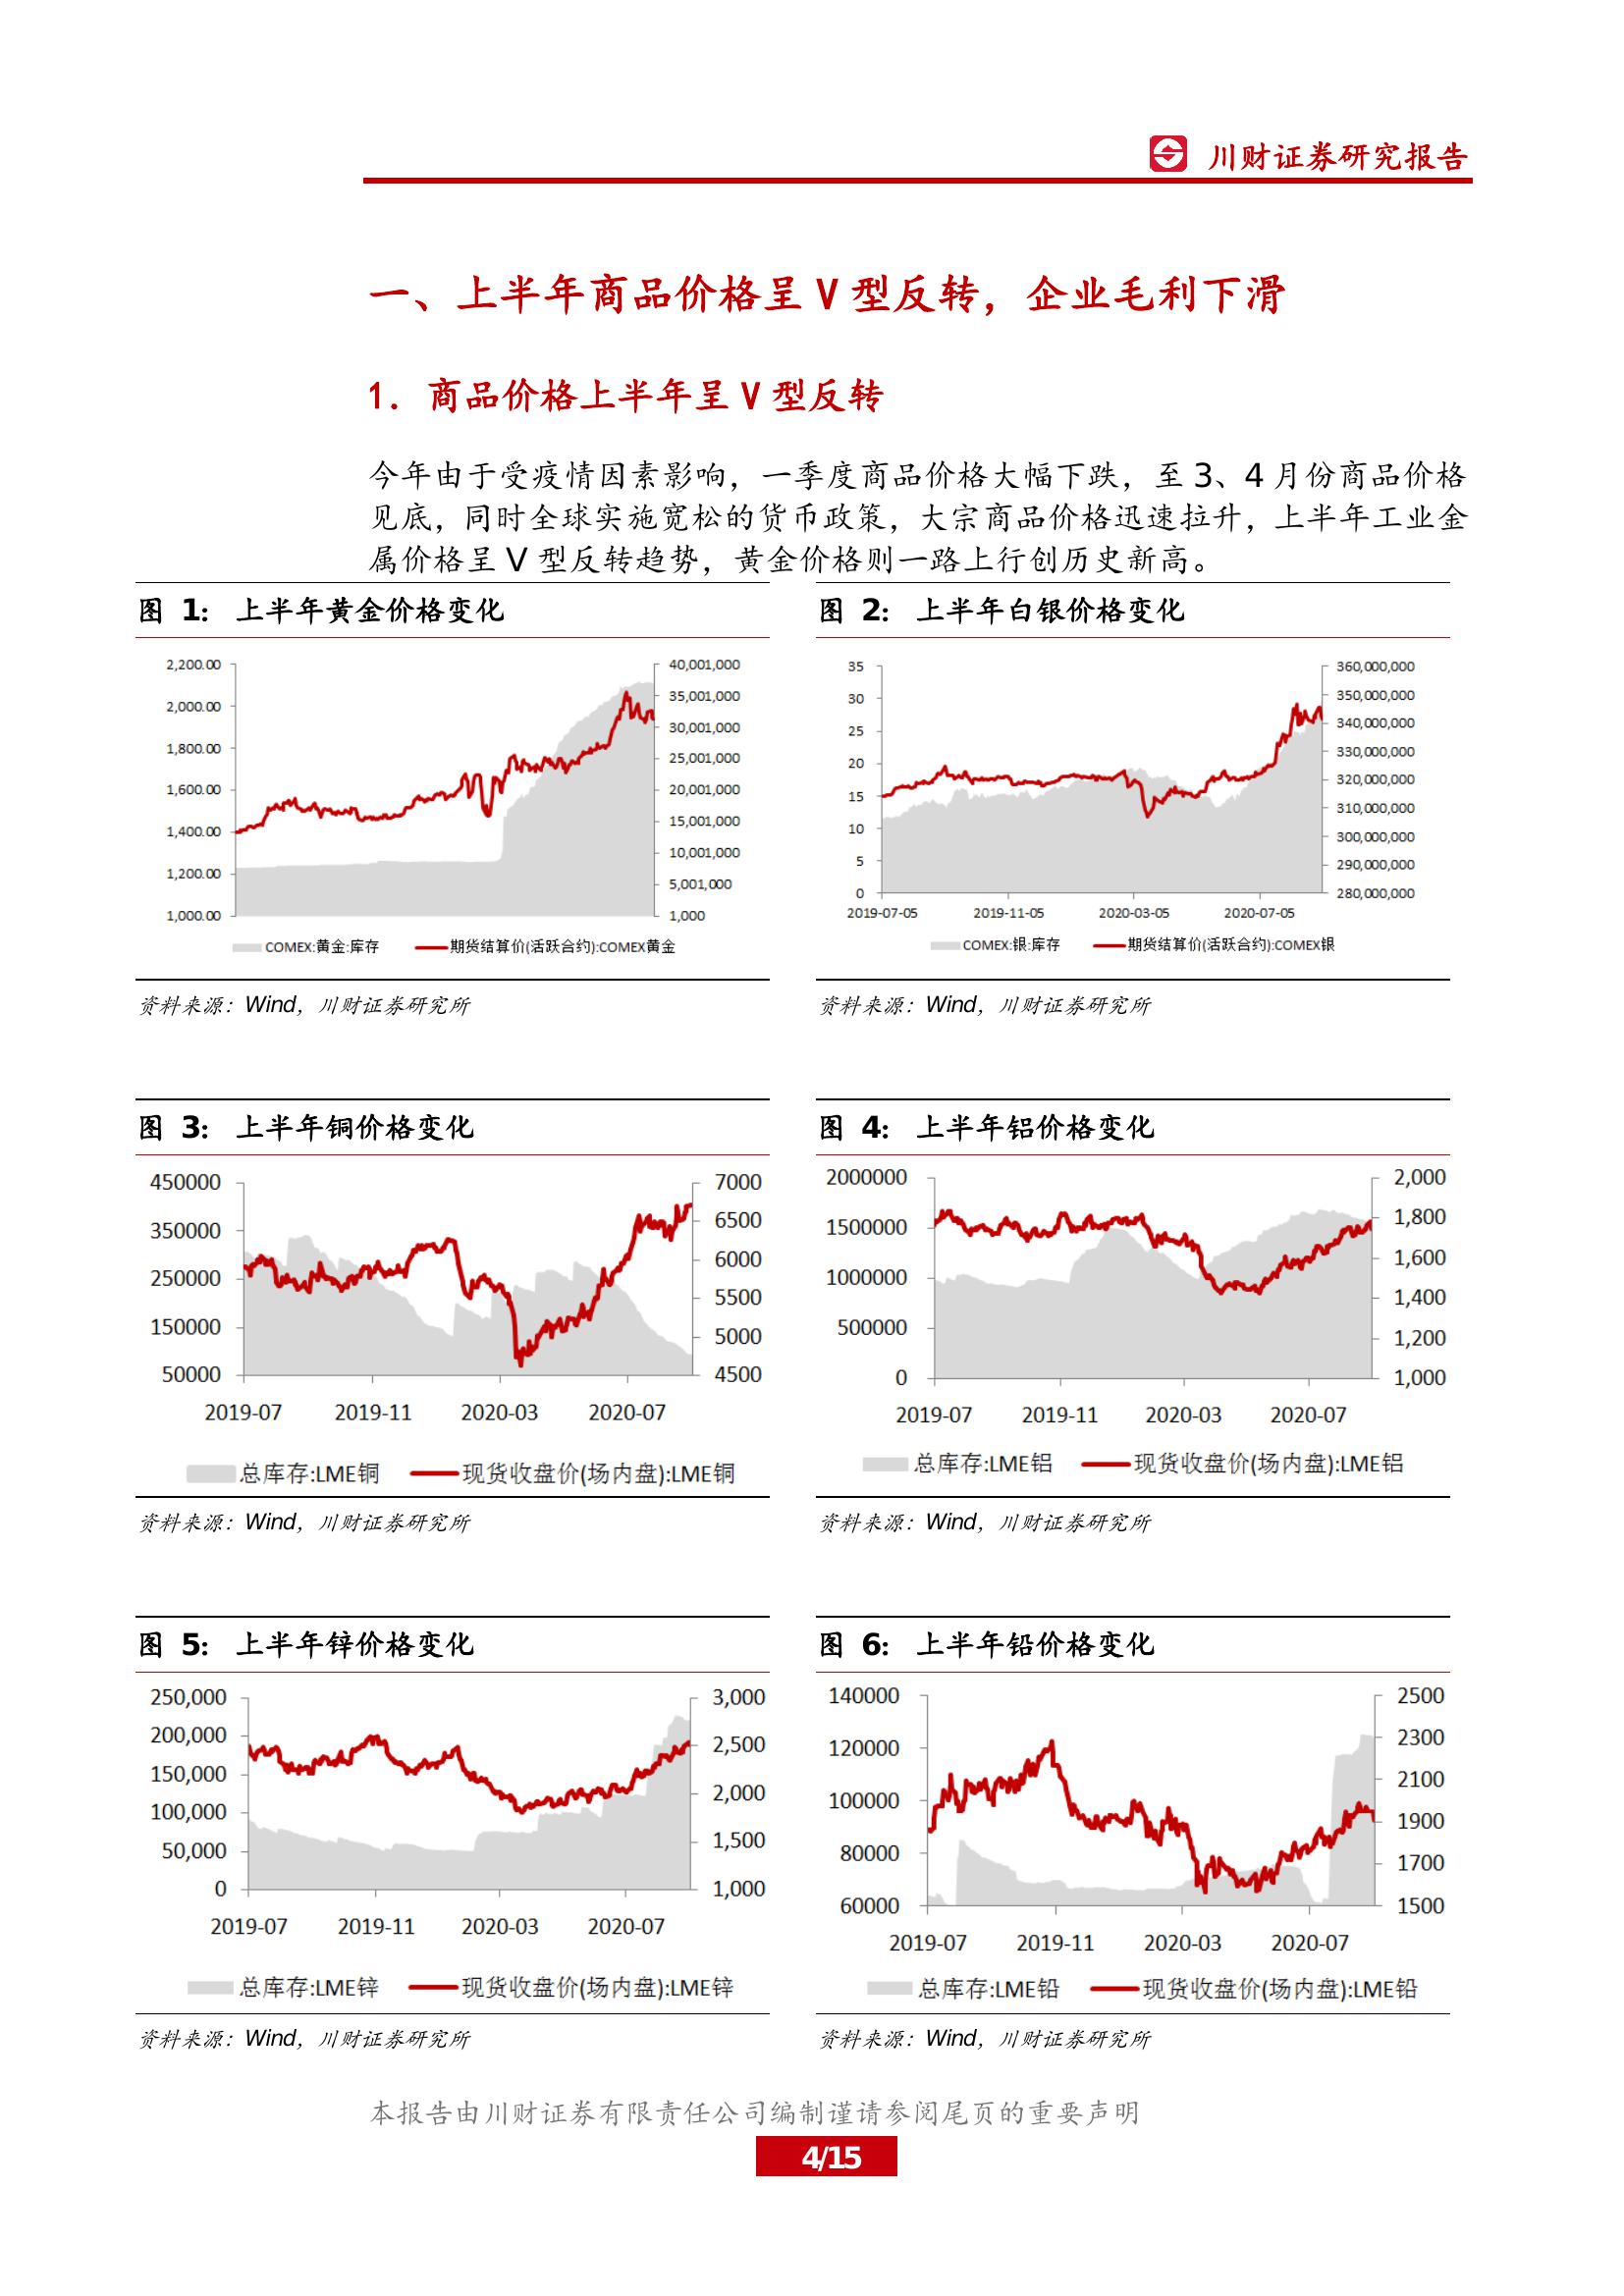 川财证券研究报告
一、上半年商品价格呈 V 型反转，企业毛利下滑
1. 商品价格上半年呈 V 型反转
今年由于受疫情因素影响，一季度商品价格大幅下跌，至 3、4 月份商品价格
见底，同时全球实施宽松的货币政策，大宗商品价格迅速拉升，上半年工业金
属价格呈 V 型反转趋势，黄金价格则一路上行创历史新高。
图 1： 上半年黄金价格变化
2,200.00
2,000.00
1,800.00
1,600.00
1,400.00
1,200.00
1,000.00
40,001,000
35,001,000
30,001,000
25,001,000
20,001,000
15,001,000
10,001,000
5,001,000
1,000
COMEX:黄金:库存
期货结算价(活跃合约):COMEX黄金
资料来源：Wind，川财证券研究所
图 2： 上半年白银价格变化
35
30
25
20
15
10
5
0
360,000,000
350,000,000
340,000,000
330,000,000
320,000,000
310,000,000
300,000,000
290,000,000
280,000,000
2019-07-05 2019-11-05 2020-03-05 2020-07-05
COMEX:银:库存
期货结算价(活跃合约):COMEX银
资料来源：Wind，川财证券研究所
图 3： 上半年铜价格变化
450000
350000
250000
150000
50000
7000
6500
6000
5500
5000
4500
2019-07 2019-11 2020-03 2020-07
总库存:LME铜
现货收盘价(场内盘):LME铜
资料来源：Wind，川财证券研究所
图 4： 上半年铝价格变化
2000000
1500000
1000000
500000
0
2,000
1,800
1,600
1,400
1,200
1,000
2019-07 2019-11 2020-03 2020-07
总库存:LME铝
现货收盘价(场内盘):LME铝
资料来源：Wind，川财证券研究所
图 5： 上半年锌价格变化
250,000
200,000
150,000
100,000
50,000
0
3,000
2,500
2,000
1,500
1,000
2019-07 2019-11 2020-03 2020-07
总库存:LME锌
现货收盘价(场内盘):LME锌
资料来源：Wind，川财证券研究所
图 6： 上半年铅价格变化
140000
120000
100000
80000
60000
2500
2300
2100
1900
1700
1500
2019-07 2019-11 2020-03 2020-07
总库存:LME铅
现货收盘价(场内盘):LME铅
资料来源：Wind，川财证券研究所
本报告由川财证券有限责任公司编制谨请参阅尾页的重要声明
4/15